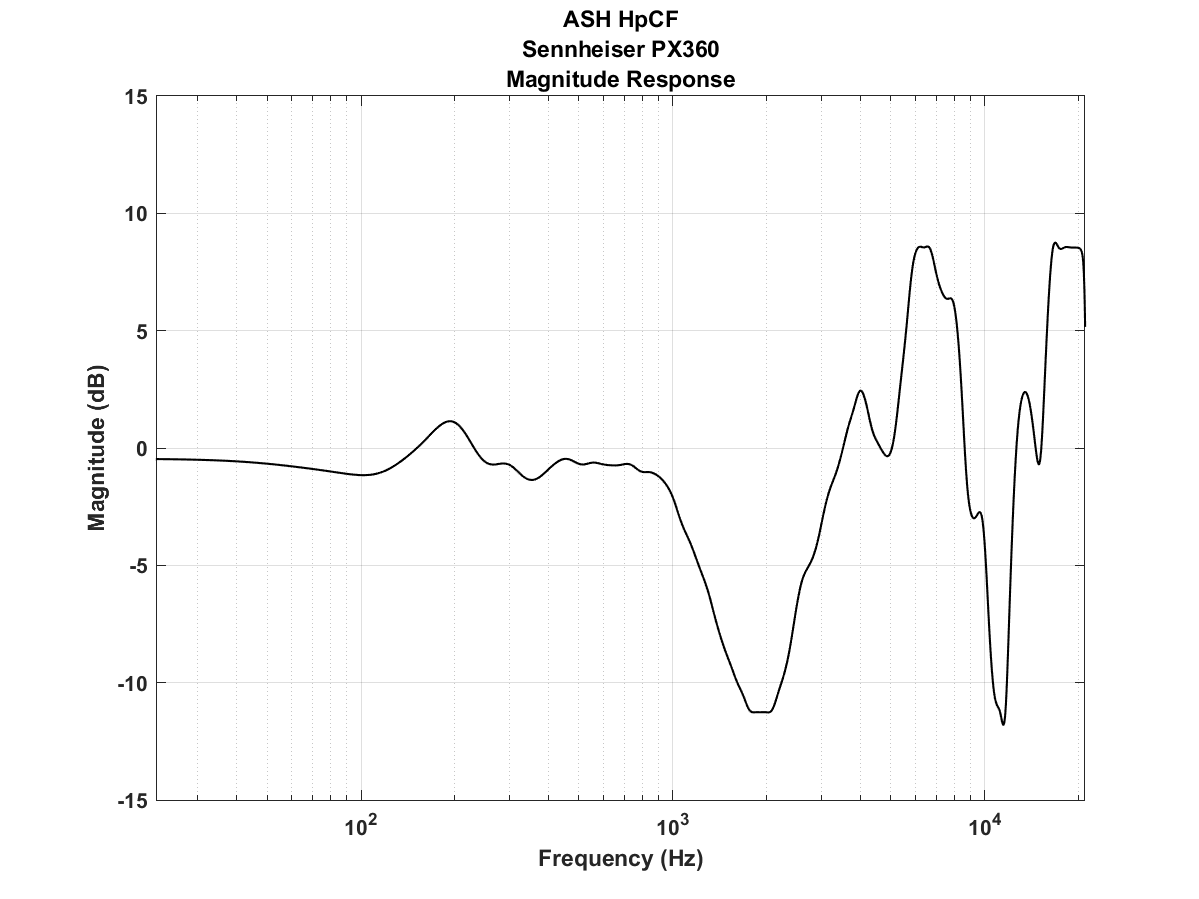 ASH HpCF
Sennheiser PX360
Magnitude Response
15
10
5
0
-5
-10
-15
Magnitude (dB)
10²
10³
10⁴
Frequency (Hz)